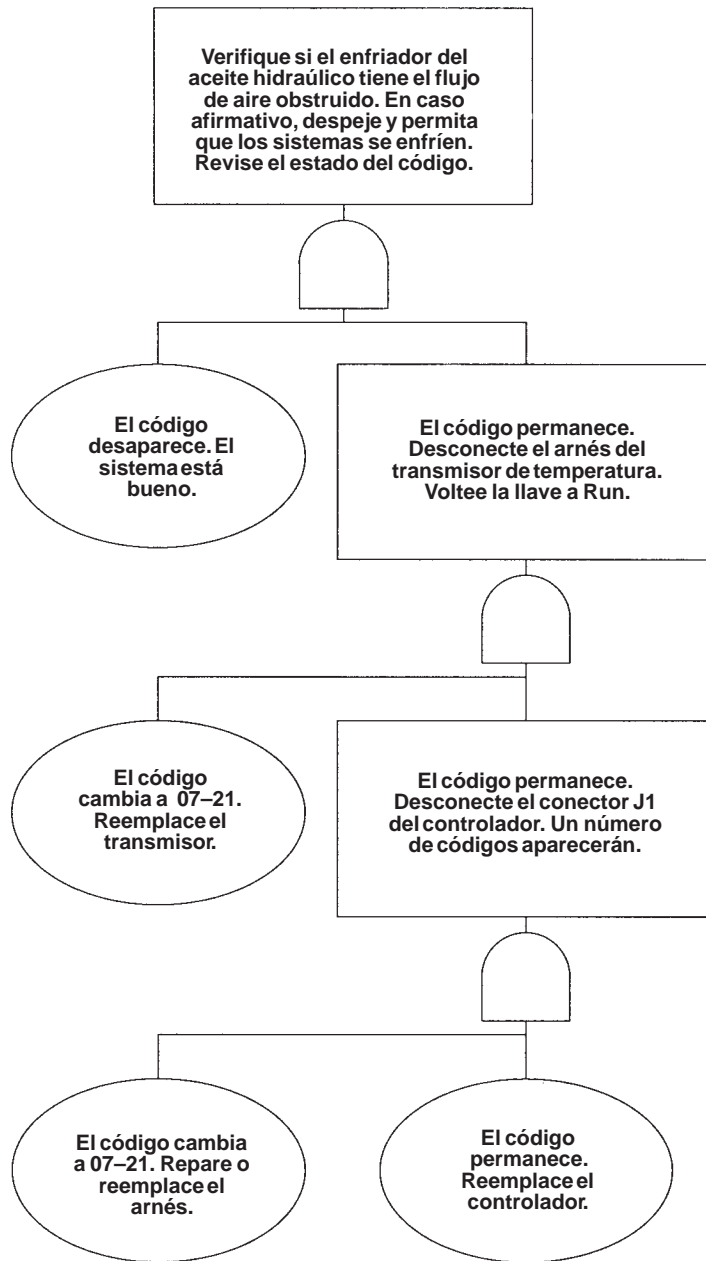 Verifique si el enfriador del
aceite hidraúlico tiene el flujo
de aire obstruido. En caso
afirmativo, despeje y permita
que los sistemas se enfríen.
Revise el estado del código.
El código
desaparece. El
sistema está
bueno.
El código permanece.
Desconecte el arnés del
transmisor de temperatura.
Voltee la llave a Run.
El código
cambia a 07–21.
Reemplace el
transmisor.
El código permanece.
Desconecte el conector J1
del controlador. Un número
de códigos aparecerán.
El código cambia
a 07–21. Repare o
reemplace el
arnés.
El código
permanece.
Reemplace el
controlador.